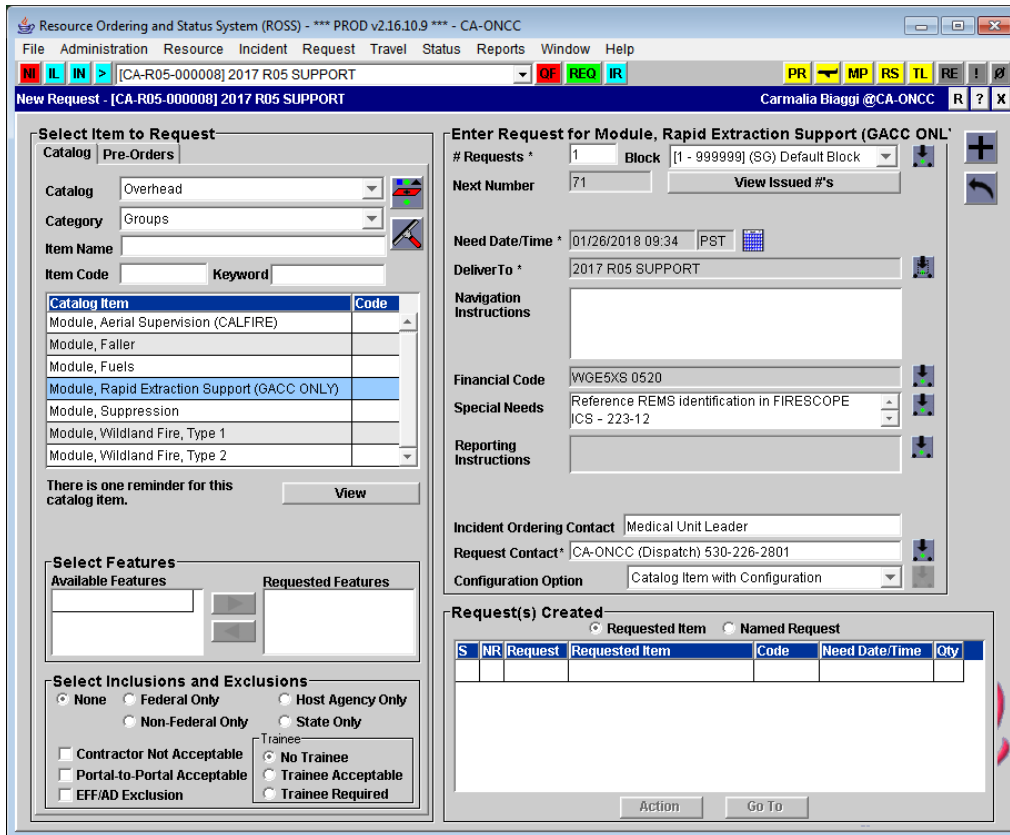 Resource Ordering and Status System (ROSS) - *** PROD v2.16.10.9 *** - CA-ONCC
File Administration Resource Incident Request Travel Status Reports Window Help
NI IL IN > [CA-R05-000008] 2017 R05 SUPPORT QF REQ IR PR MP RS TL RE ! Ø
New Request - [CA-R05-000008] 2017 R05 SUPPORT Carmalia Biaggi @CA-ONCC R ? X
Select Item to Request
Catalog Pre-Orders
Catalog Overhead
Category Groups
Item Name
Item Code Keyword
Catalog Item Code
Module, Aerial Supervision (CALFIRE)
Module, Faller
Module, Fuels
Module, Rapid Extraction Support (GACC ONLY)
Module, Suppression
Module, Wildland Fire, Type 1
Module, Wildland Fire, Type 2
There is one reminder for this
catalog item.
View
Select Features
Available Features Requested Features
Select Inclusions and Exclusions
None Federal Only Host Agency Only
Non-Federal Only State Only
Contractor Not Acceptable
Portal-to-Portal Acceptable
EFF/AD Exclusion
Trainee
No Trainee
Trainee Acceptable
Trainee Required
Enter Request for Module, Rapid Extraction Support (GACC ONL
# Requests * 1 Block [1 - 999999] (SG) Default Block
Next Number 71 View Issued #'s
Need Date/Time * 01/26/2018 09:34 PST
DeliverTo * 2017 R05 SUPPORT
Navigation
Instructions
Financial Code WGE5XS 0520
Special Needs Reference REMS identification in FIRESCOPE
ICS - 223-12
Reporting
Instructions
Incident Ordering Contact Medical Unit Leader
Request Contact* CA-ONCC (Dispatch) 530-226-2801
Configuration Option Catalog Item with Configuration
Request(s) Created
Requested Item Named Request
S NR Request Requested Item Code Need Date/Time Qty
Action Go To